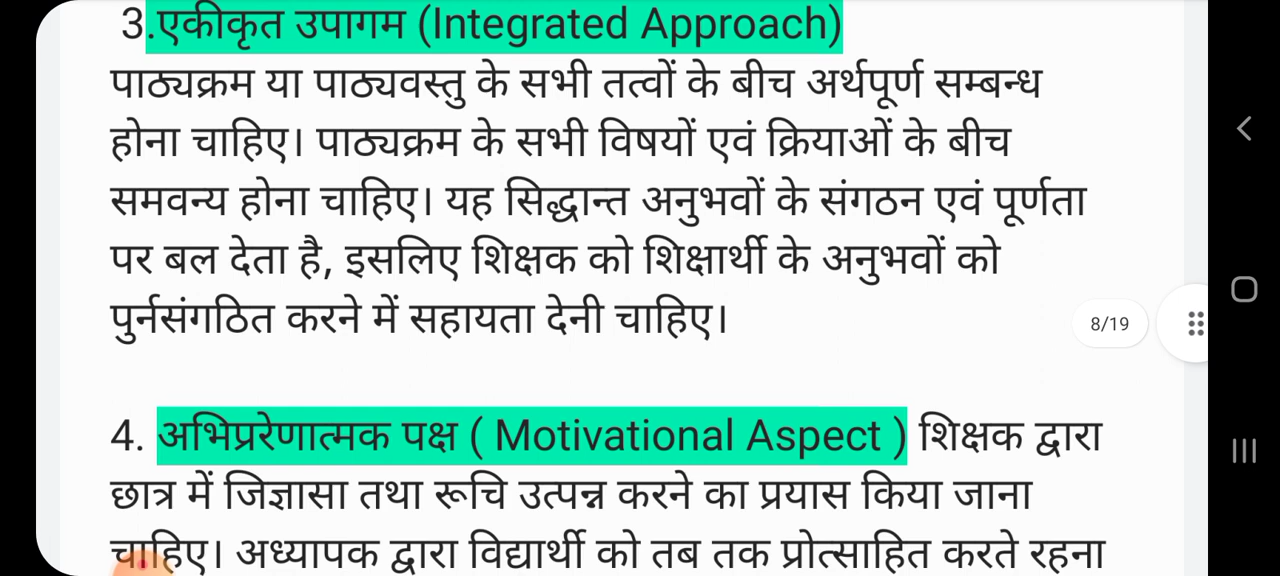 3.एकीकृत उपागम (Integrated Approach)
पाठ्यक्रम या पाठ्यवस्तु के सभी तत्वों के बीच अर्थपूर्ण सम्बन्ध
होना चाहिए। पाठ्यक्रम के सभी विषयों एवं क्रियाओं के बीच
समवन्य होना चाहिए। यह सिद्धान्त अनुभवों के संगठन एवं पूर्णता
पर बल देता है, इसलिए शिक्षक को शिक्षार्थी के अनुभवों को
पुर्नसंगठित करने में सहायता देनी चाहिए।
8/19
4. अभिप्ररेणात्मक पक्ष ( Motivational Aspect ) शिक्षक द्वारा
छात्र में जिज्ञासा तथा रूचि उत्पन्न करने का प्रयास किया जाना
चाहिए। अध्यापक द्वारा विद्यार्थी को तब तक प्रोत्साहित करते रहना